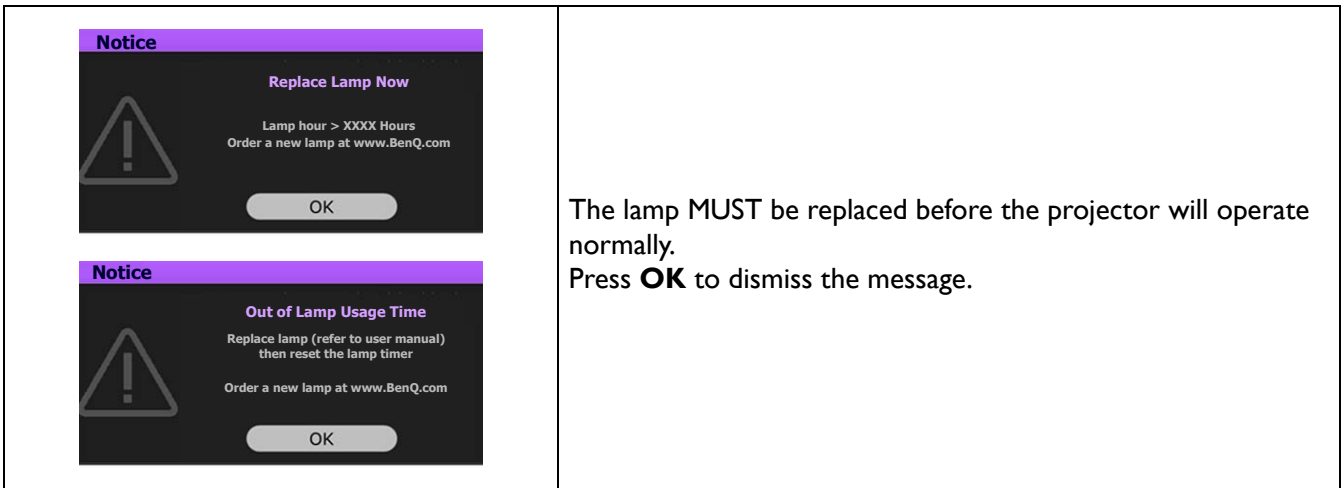 Notice
Replace Lamp Now
Lamp hour > XXXX Hours
Order a new lamp at www.BenQ.com
OK
Notice
Out of Lamp Usage Time
Replace lamp (refer to user manual)
then reset the lamp timer
Order a new lamp at www.BenQ.com
OK
The lamp MUST be replaced before the projector will operate
normally.
Press OK to dismiss the message.